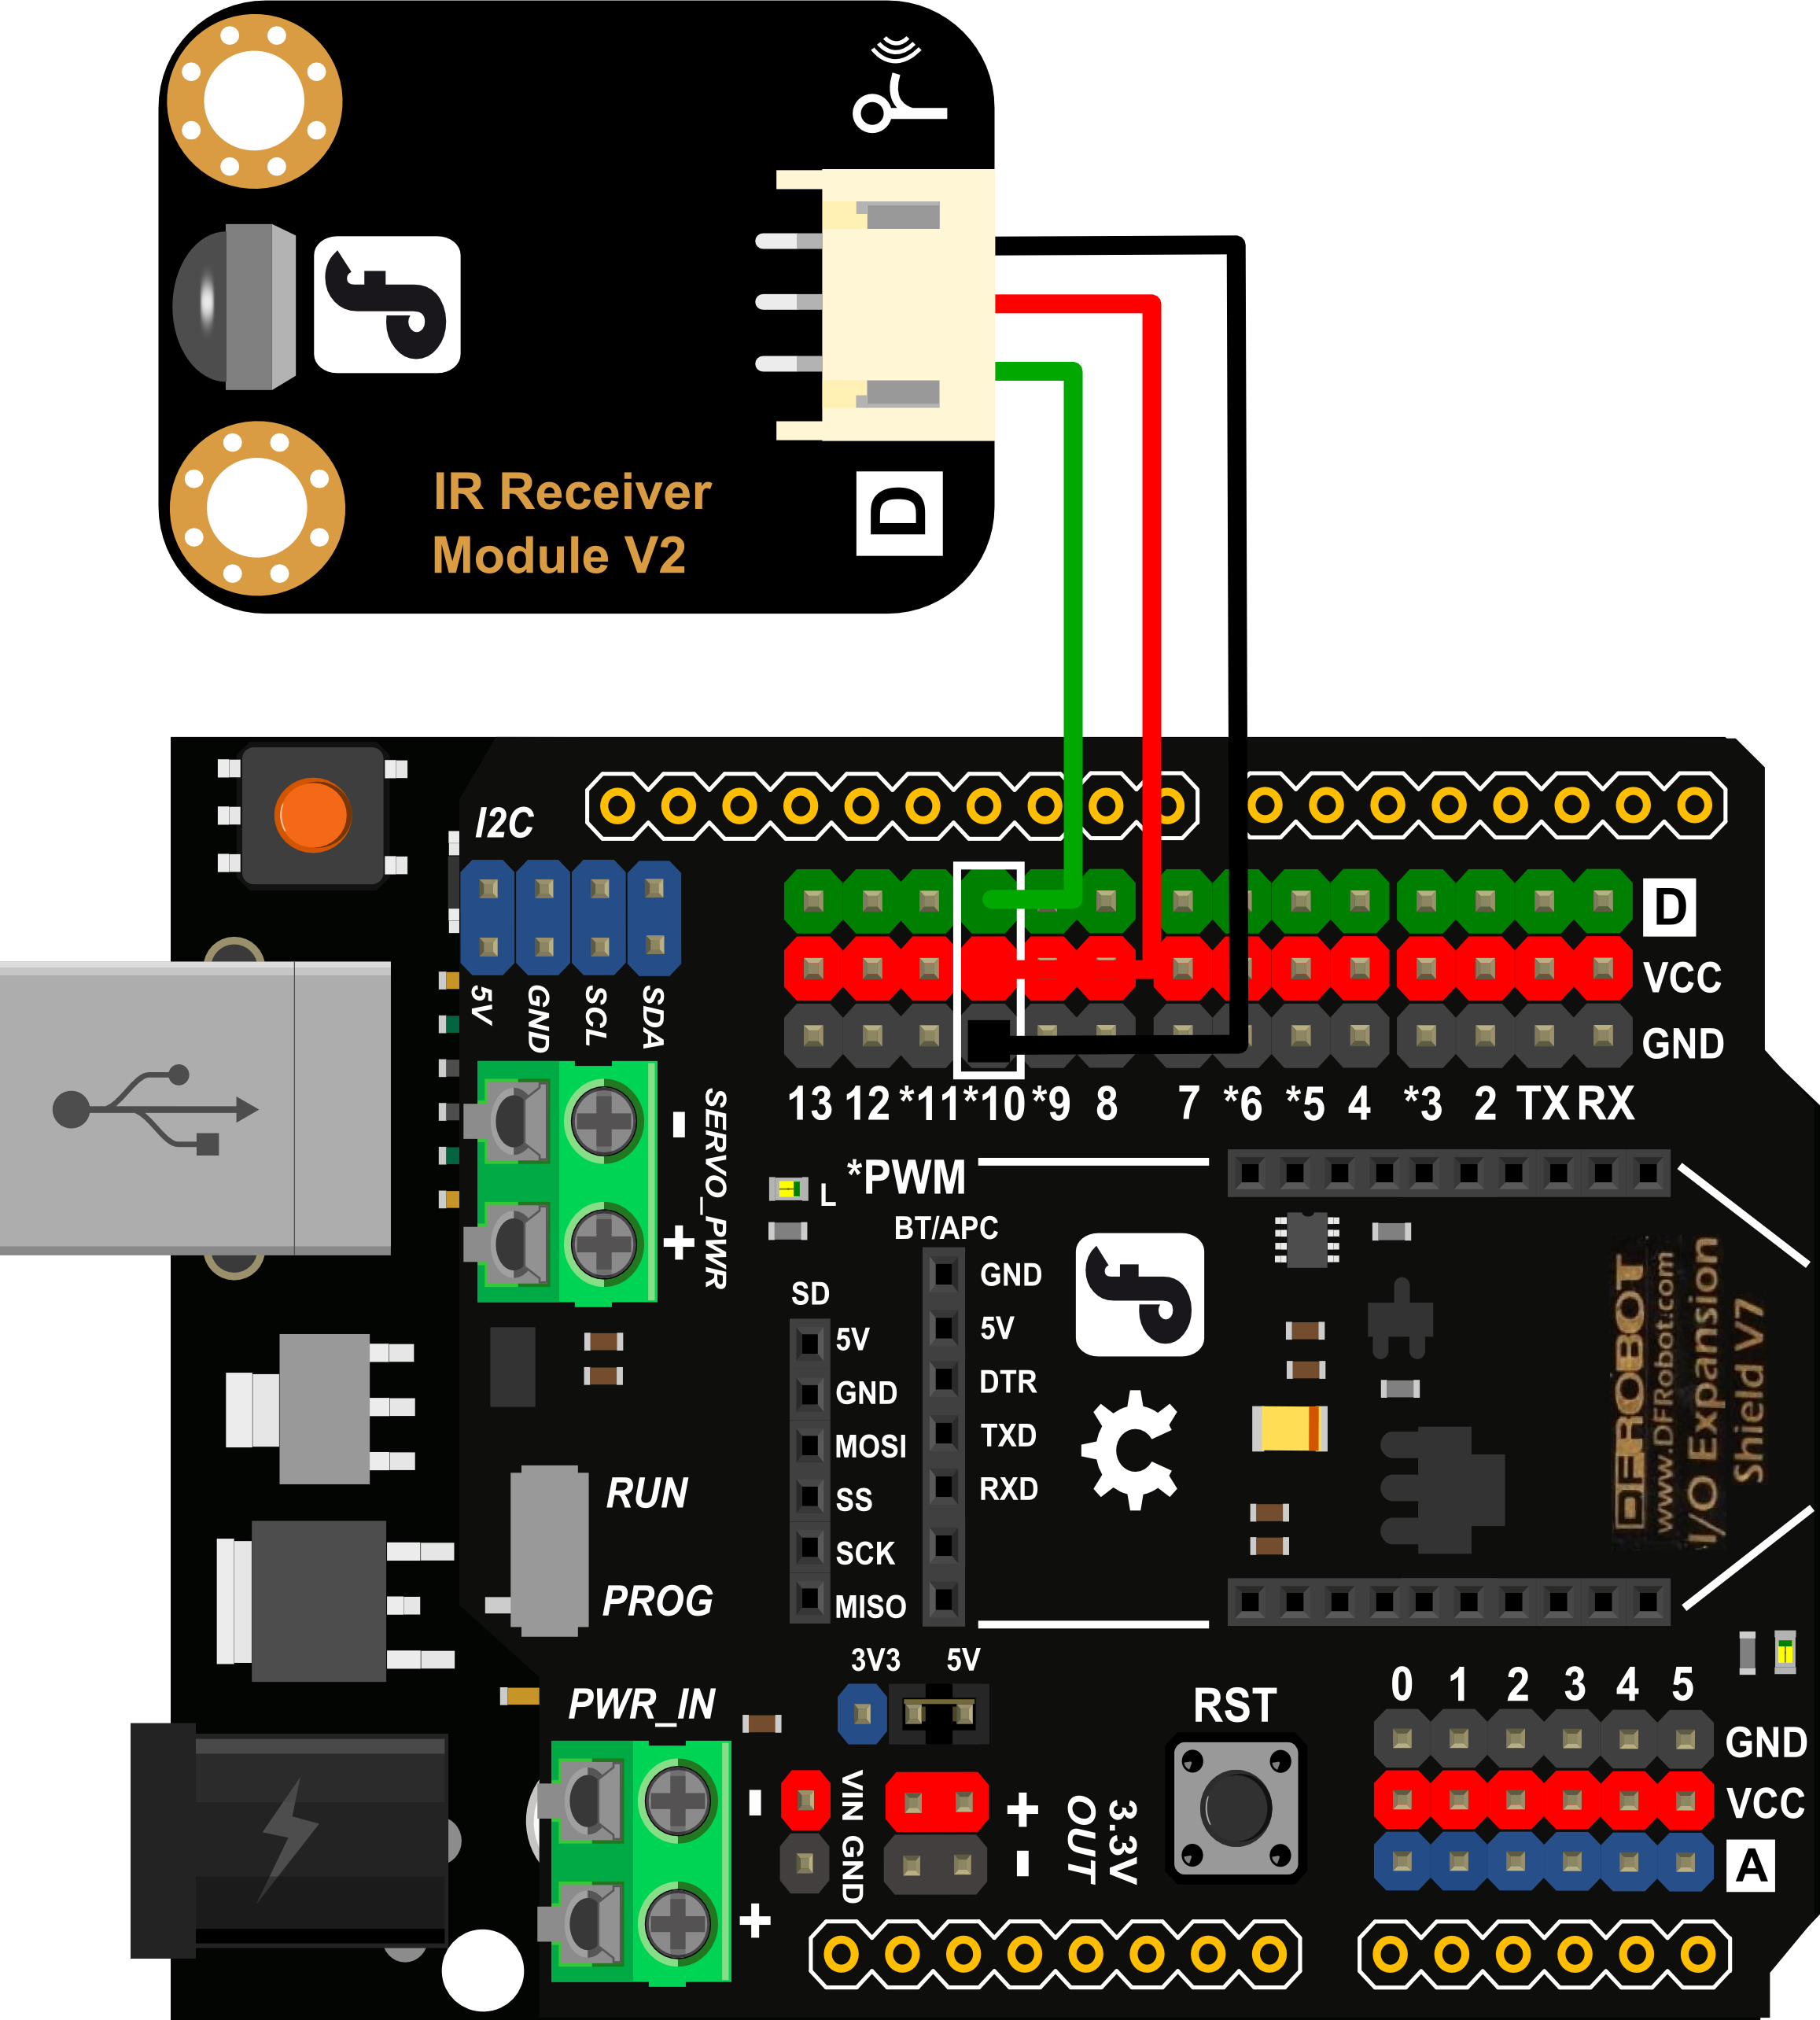 IR Receiver
Module V2
D
I2C
5V
GND
SCL
SDA
D
VCC
GND
13 12 *11 *10 *9 8 7 *6 *5 4 *3 2 TX RX
-
+
SERVO_PWR
L
*PWM
BT/APC
GND
5V
DTR
TXD
RXD
SD
5V
GND
MOSI
SS
SCK
MISO
DFROBOT
www.DFRobot.com
I/O Expansion
Shield V7
RUN
PROG
3V3 5V
PWR_IN
-
+
VIN GND
+
-
3.3V
OUT
RST
0 1 2 3 4 5
GND
VCC
A